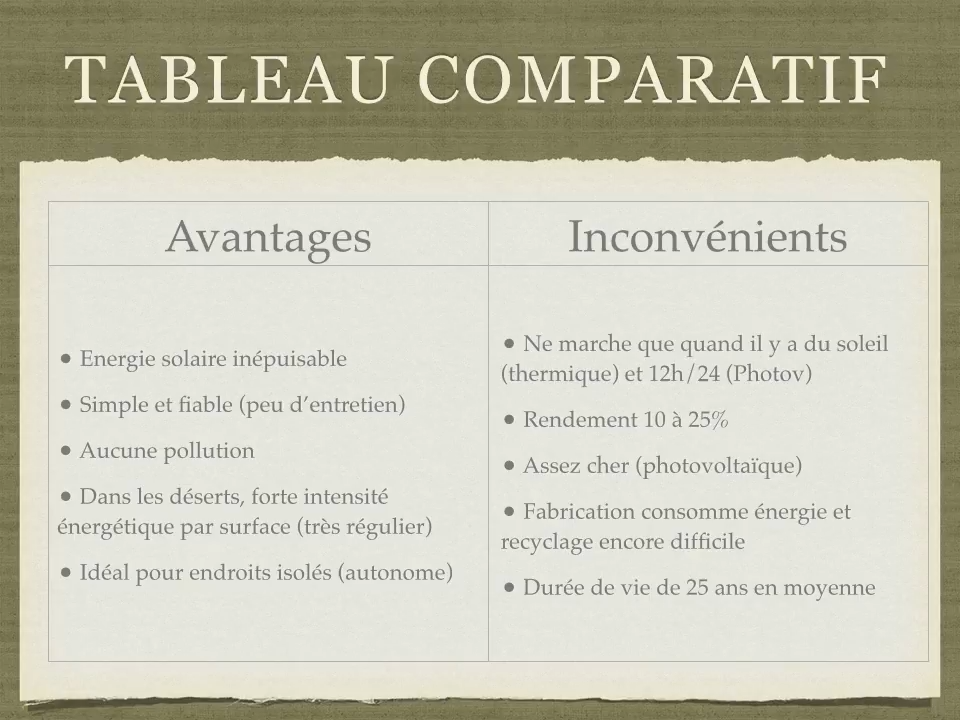 TABLEAU COMPARATIF
Avantages
• Energie solaire inépuisable
• Simple et fiable (peu d’entretien)
• Aucune pollution
• Dans les déserts, forte intensité
énergétique par surface (très régulier)
• Idéal pour endroits isolés (autonome)
Inconvénients
• Ne marche que quand il y a du soleil
(thermique) et 12h/24 (Photov)
• Rendement 10 à 25%
• Assez cher (photovoltaïque)
• Fabrication consomme énergie et
recyclage encore difficile
• Durée de vie de 25 ans en moyenne